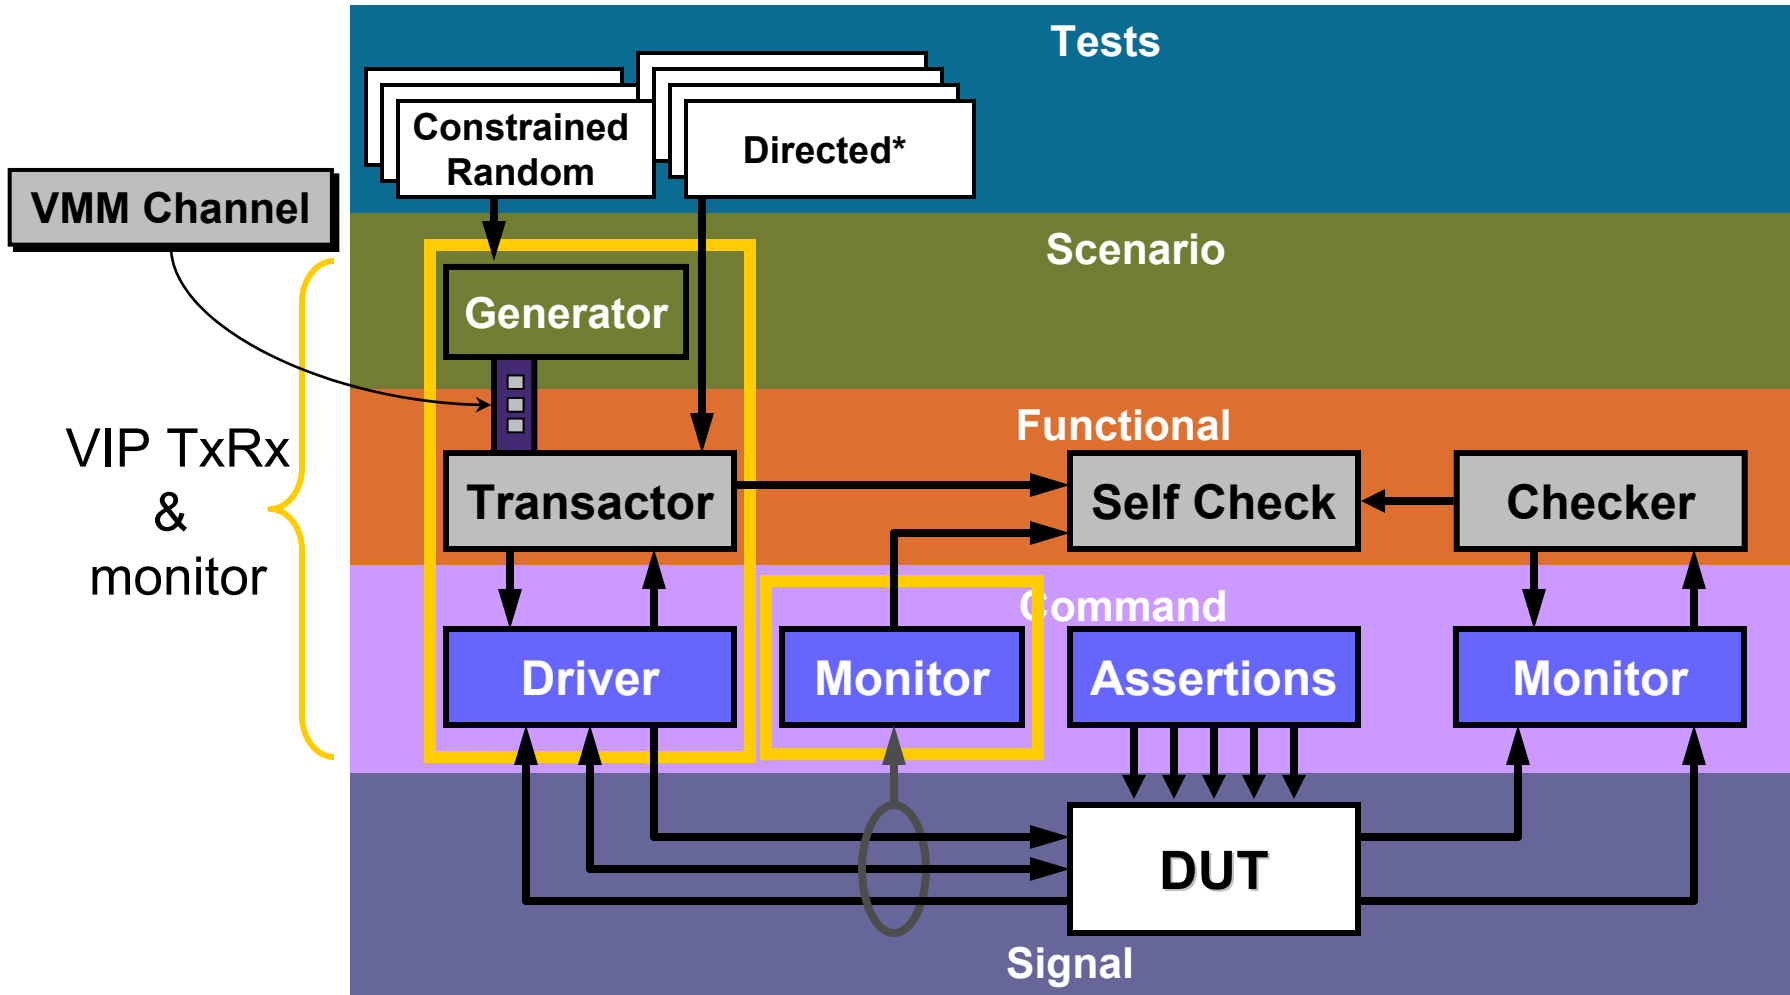 Tests
Constrained
Random
Directed*
VMM Channel
Scenario
Generator
Functional
VIP TxRx
&
monitor
Transactor
Self Check
Checker
Command
Driver
Monitor
Assertions
Monitor
DUT
Signal